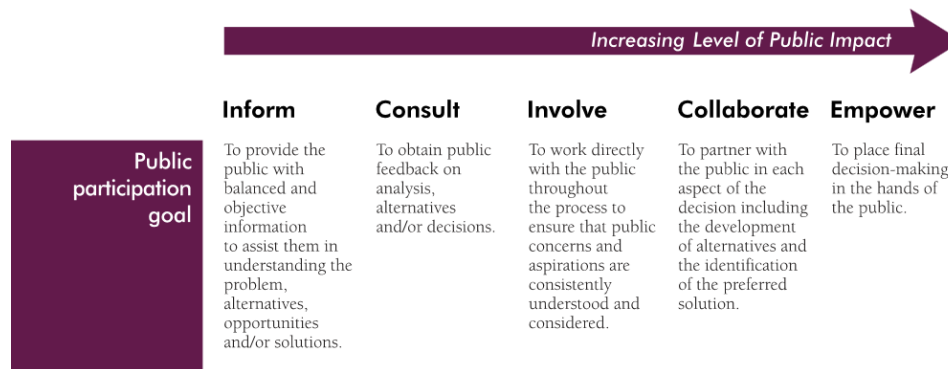 Increasing Level of Public Impact
Inform
Consult
Involve
Collaborate
Empower
Public
participation
goal
To provide the
public with
balanced and
objective
information
to assist them in
understanding the
problem,
alternatives,
opportunities
and/or solutions.
To obtain public
feedback on
analysis,
alternatives
and/or decisions.
To work directly
with the public
throughout
the process to
ensure that public
concerns and
aspirations are
consistently
understood and
considered.
To partner with
the public in each
aspect of the
decision including
the development
of alternatives and
the identification
of the preferred
solution.
To place final
decision-making
in the hands of
the public.